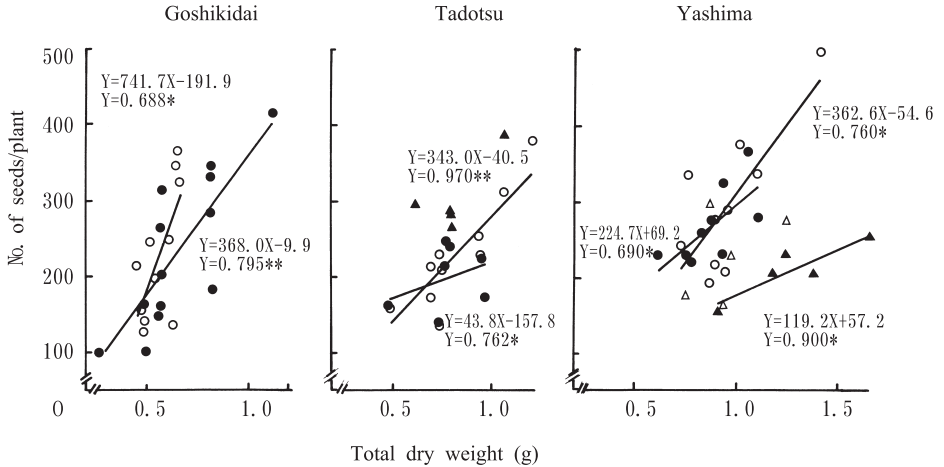 Goshikidai Tadotsu Yashima
No. of seeds/plant
500
400
300
200
100
0
Y=741.7X-191.9
Y=0.688*
368.0X-9.9
Y=0.795**
0.5 1.0
Y=343.0X-40.5
Y=0.970**
Y=43.8X-157.8
Y=0.762*
0.5 1.0
Y=362.6X-54.6
Y=0.760*
Y=224.7X+69.2
Y=0.690*
Y=119.2X+57.2
Y=0.900*
0.5 1.0 1.5
Total dry weight (g)